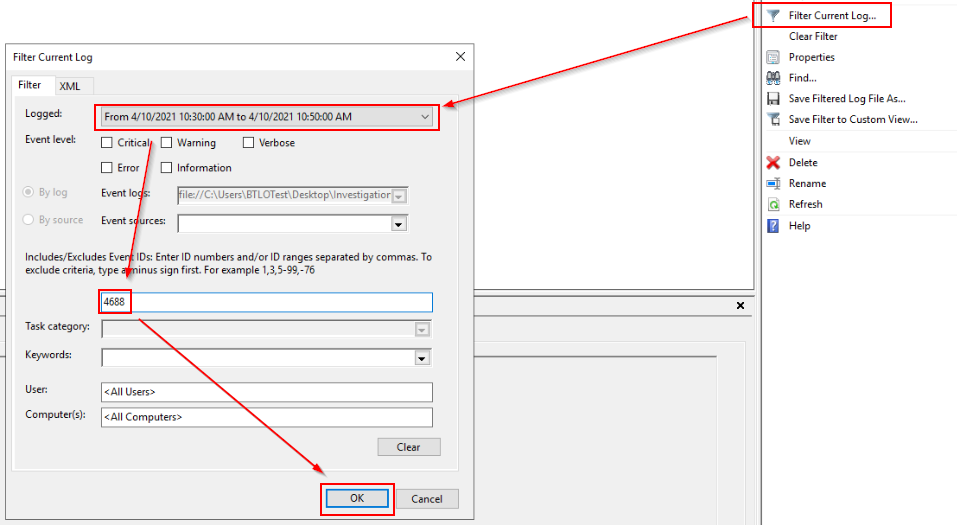 Filter Current Log...
Clear Filter
Properties
Find...
Save Filtered Log File As...
Save Filter to Custom View...
View
Delete
Rename
Refresh
Help
Filter Current Log
Filter XML
Logged: From 4/10/2021 10:30:00 AM to 4/10/2021 10:50:00 AM
Event level: Critical Warning Verbose
Error Information
By log Event logs: file://C:\Users\BTLOTest\Desktop\Investigation
By source Event sources:
Includes/Excludes Event IDs: Enter ID numbers and/or ID ranges separated by commas. To
exclude criteria, type a minus sign first. For example 1,3,5-99,-76
4688
Task category:
Keywords:
User: <All Users>
Computer(s): <All Computers>
Clear
OK Cancel